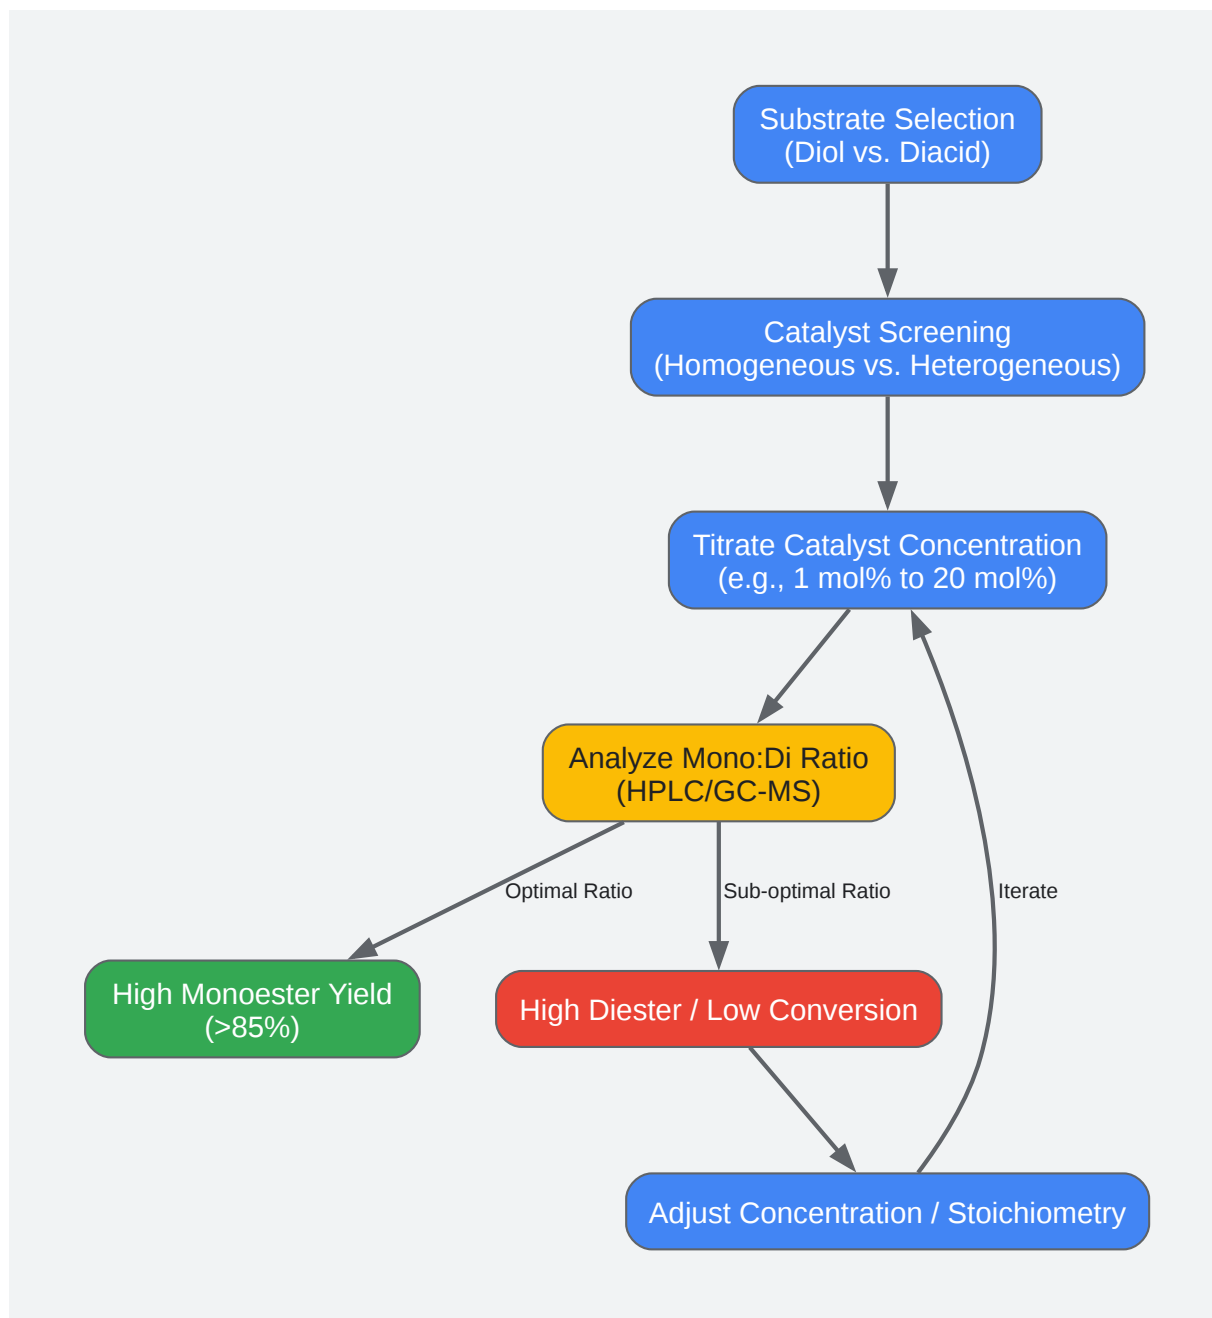 Substrate Selection
(Diol vs. Diacid)
Catalyst Screening
(Homogeneous vs. Heterogeneous)
Titrate Catalyst Concentration
(e.g., 1 mol% to 20 mol%)
Analyze Mono:Di Ratio
(HPLC/GC-MS)
Optimal Ratio
Sub-optimal Ratio
Iterate
High Monoester Yield
(>85%)
High Diester / Low Conversion
Adjust Concentration / Stoichiometry